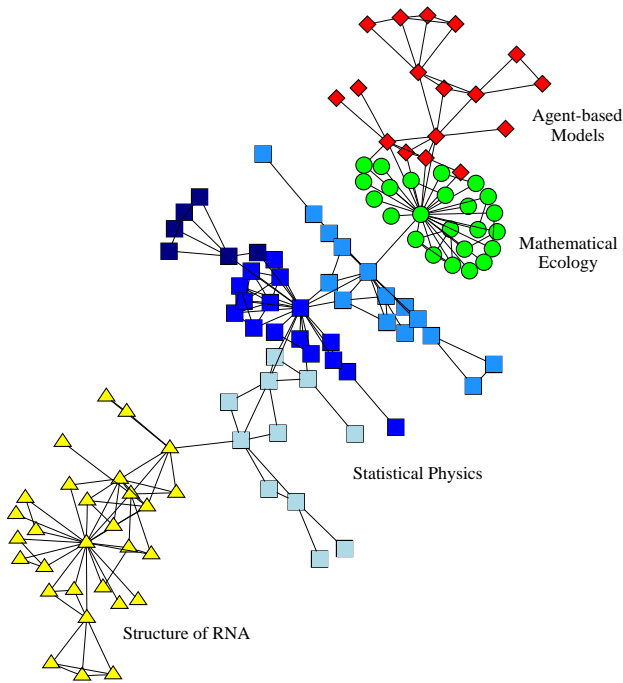 Agent-based
Models
Mathematical
Ecology
Statistical Physics
Structure of RNA